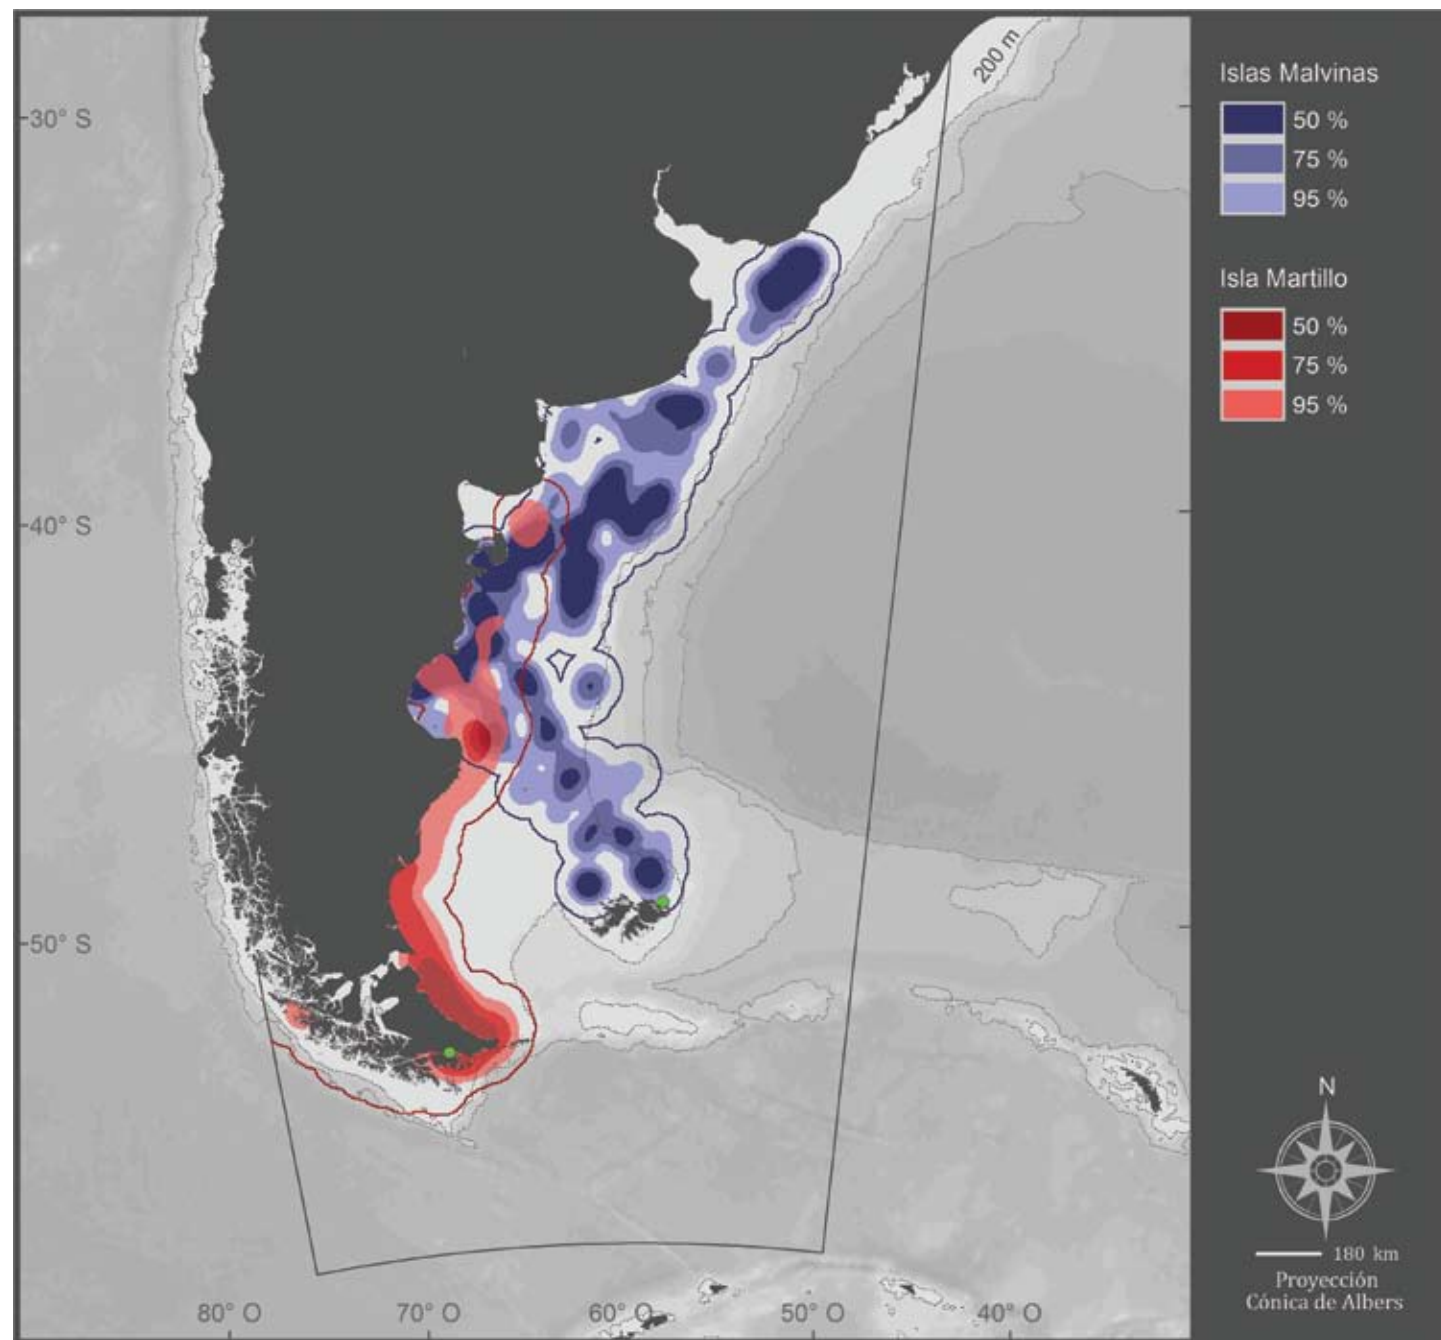 200 m
30° S
40° S
50° S
80° O
70° O
60° O
50° O
40° O
Islas Malvinas
50 %
75 %
95 %
Isla Martillo
50 %
75 %
95 %
N
180 km
Proyección
Cónica de Albers